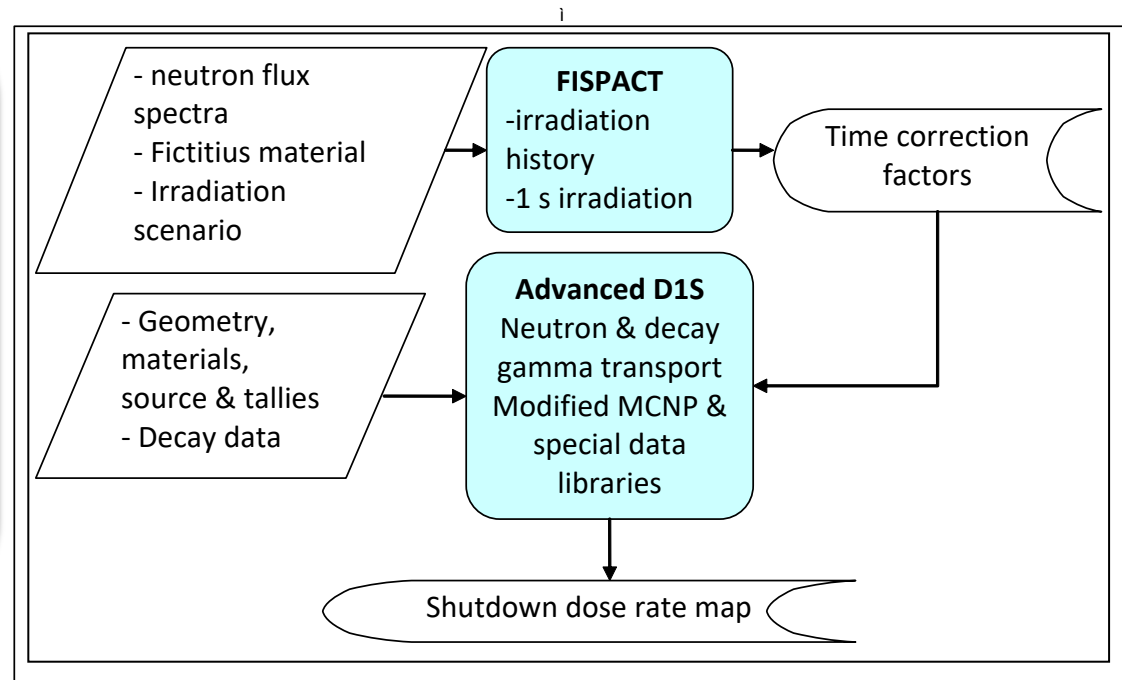 ì
- neutron flux
spectra
- Fictitius material
- Irradiation
scenario
FISPACT
-irradiation
history
-1 s irradiation
Time correction
factors
- Geometry,
materials,
source & tallies
- Decay data
Advanced D1S
Neutron & decay
gamma transport
Modified MCNP &
special data
libraries
Shutdown dose rate map